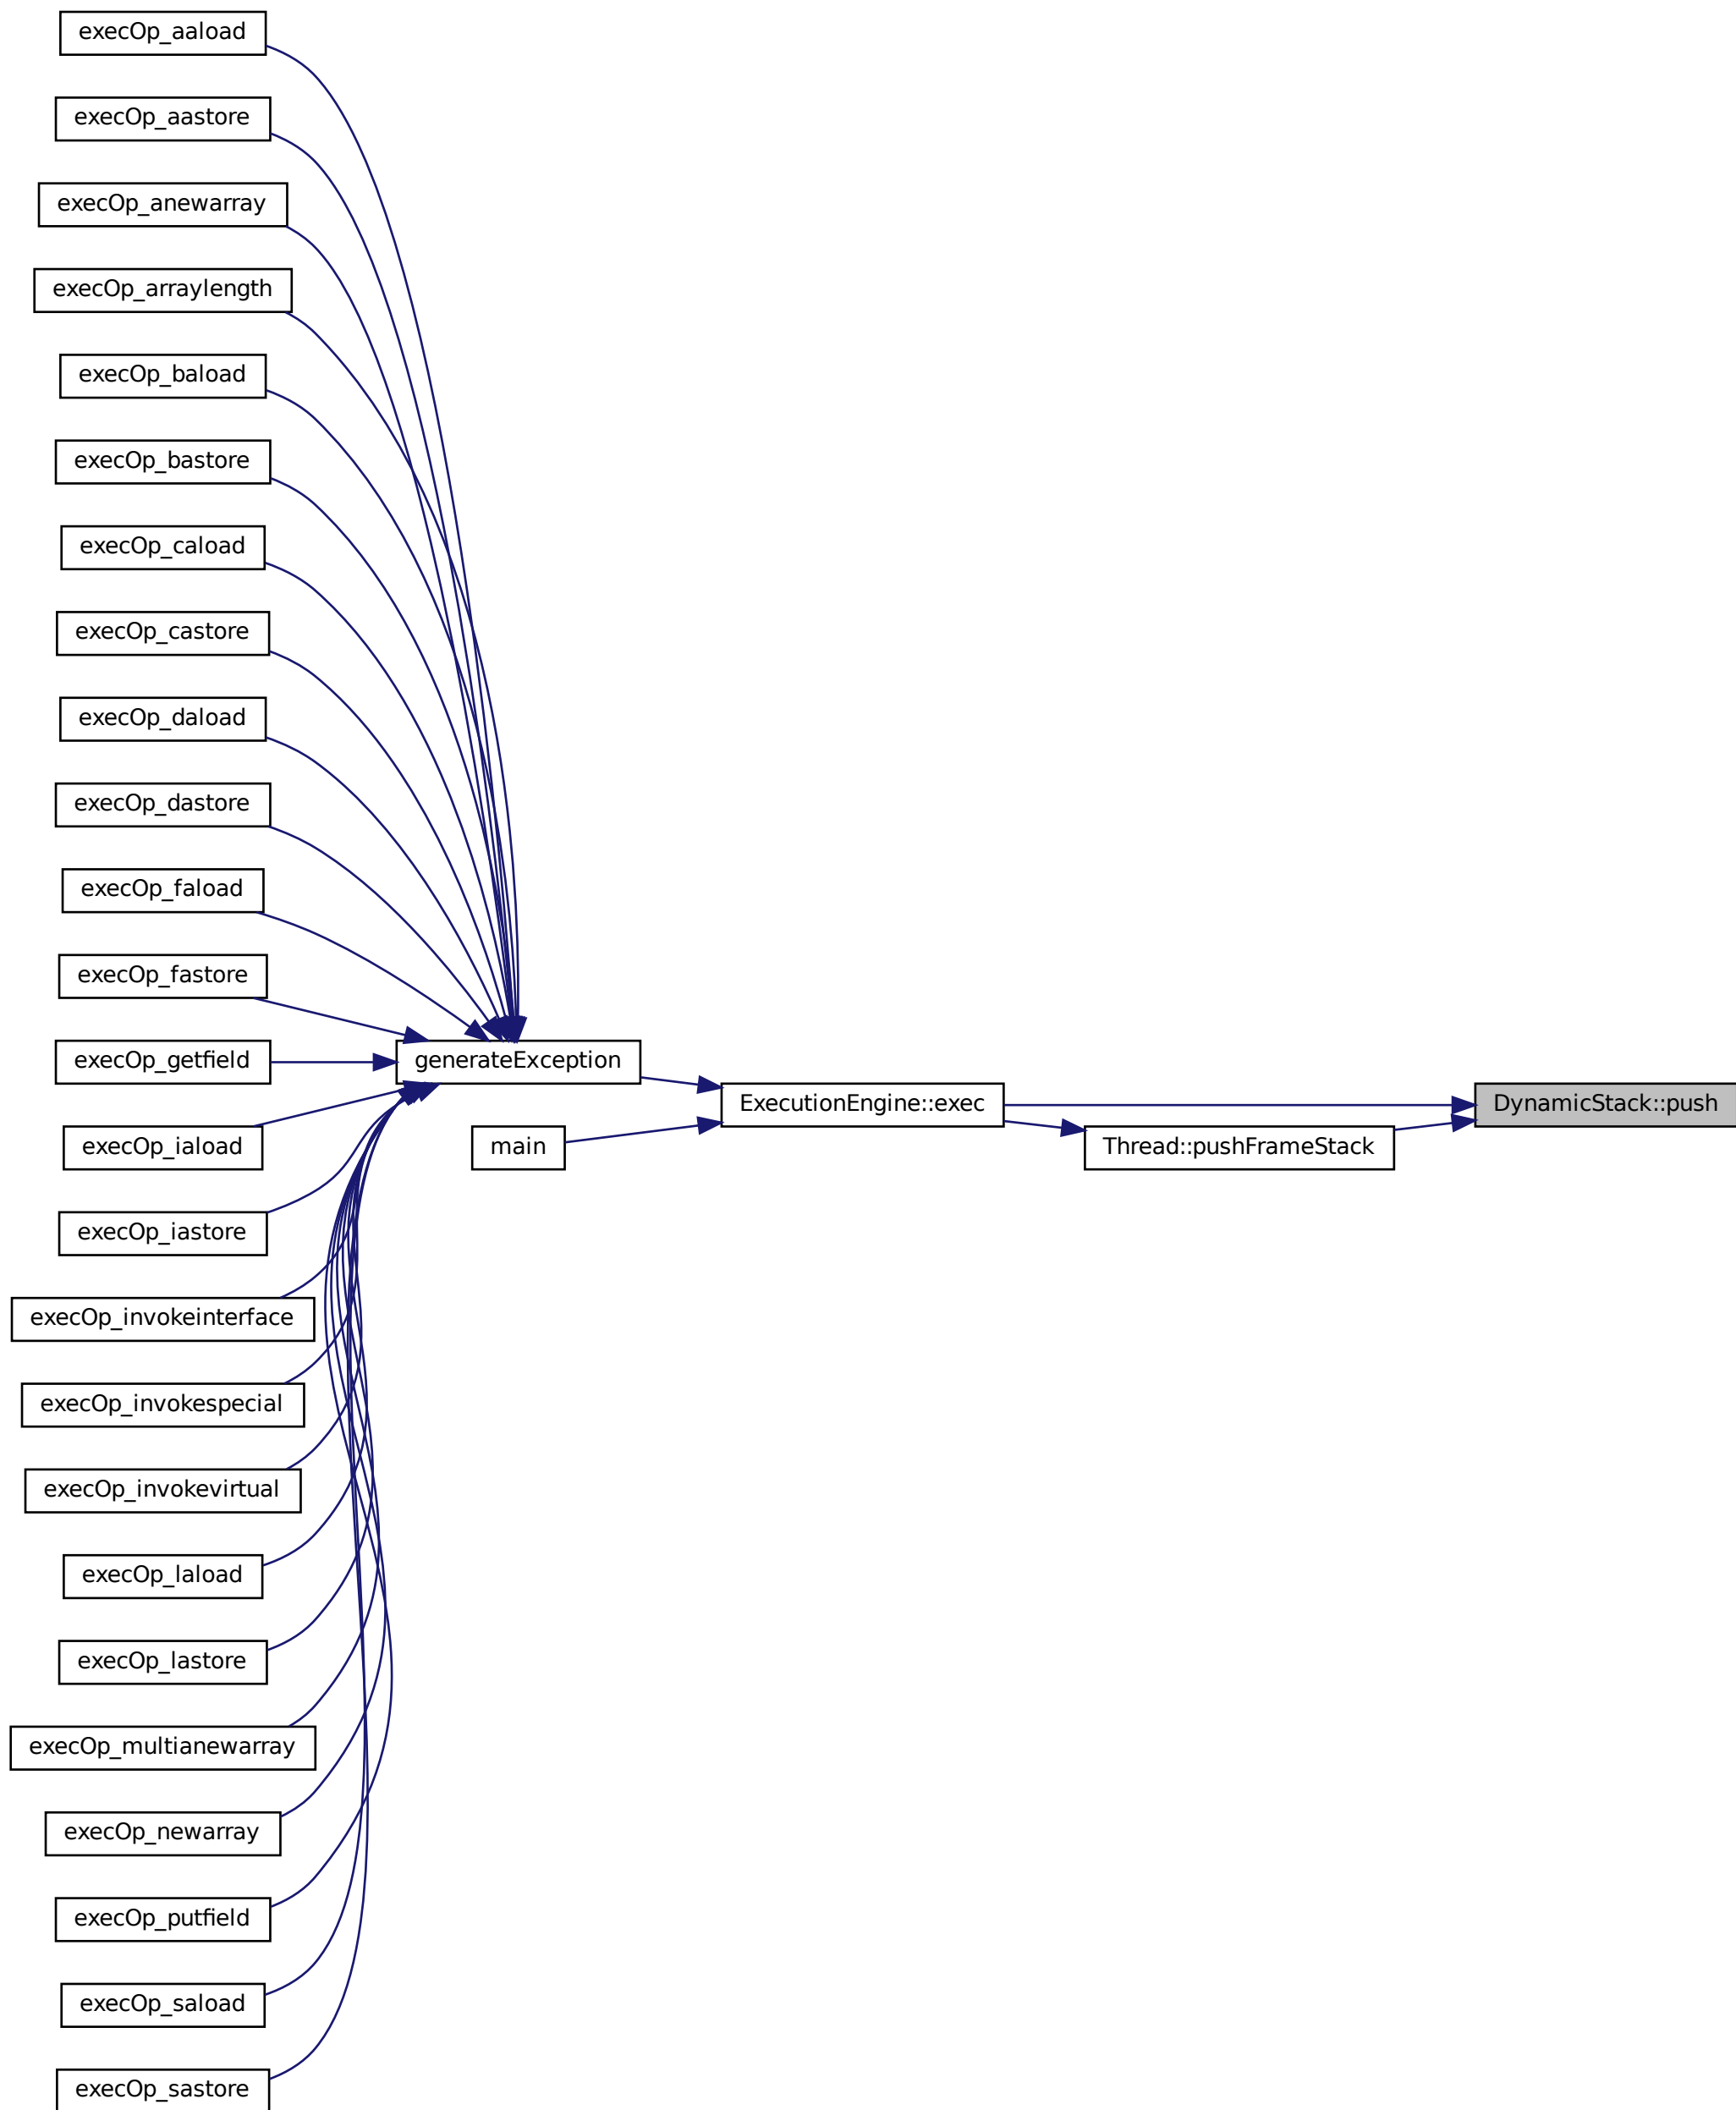 execOp_aaload
execOp_aastore
execOp_anewarray
execOp_arraylength
execOp_baload
execOp_bastore
execOp_caload
execOp_castore
execOp_daload
execOp_dastore
execOp_faload
execOp_fastore
execOp_getfield
generateException
ExecutionEngine::exec
DynamicStack::push
execOp_iaload
main
Thread::pushFrameStack
execOp_iastore
execOp_invokeinterface
execOp_invokespecial
execOp_invokevirtual
execOp_laload
execOp_lastore
execOp_multianewarray
execOp_newarray
execOp_putfield
execOp_saload
execOp_sastore